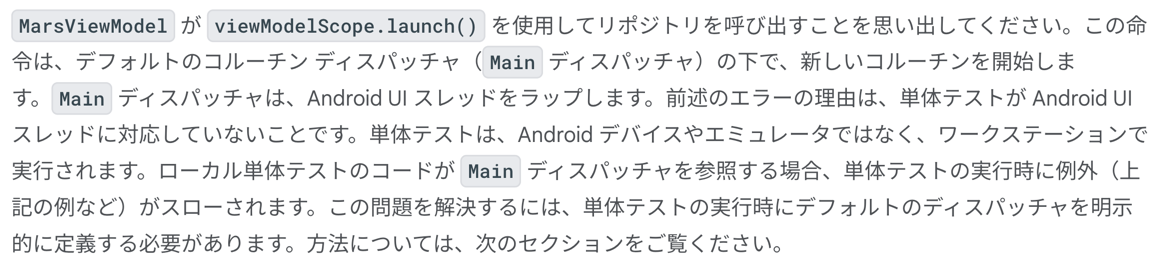 MarsViewModel が viewModelScope.launch() を使用してリポジトリを呼び出すことを思い出してください。この命
令は、デフォルトのコルーチン ディスパッチャ（Main ディスパッチャ）の下で、新しいコルーチンを開始しま
す。Main ディスパッチャは、Android UI スレッドをラップします。前述のエラーの理由は、単体テストが Android UI
スレッドに対応していないことです。単体テストは、Android デバイスやエミュレータではなく、ワークステーションで
実行されます。ローカル単体テストのコードが Main ディスパッチャを参照する場合、単体テストの実行時に例外（上
記の例など）がスローされます。この問題を解決するには、単体テストの実行時にデフォルトのディスパッチャを明示
的に定義する必要があります。方法については、次のセクションをご覧ください。